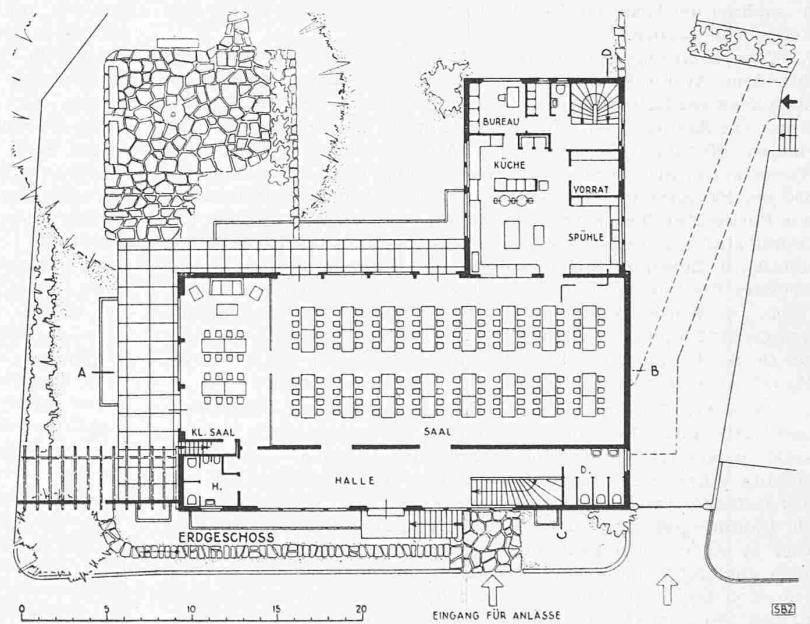 D
BUREAU
KÜCHE
VORRAT
SPÜHLE
A
B
KL. SAAL
SAAL
H.
HALLE
D.
ERDGESCHOSS
C
0 5 10 15 20
EINGANG FÜR ANLÄSSE
SBZ